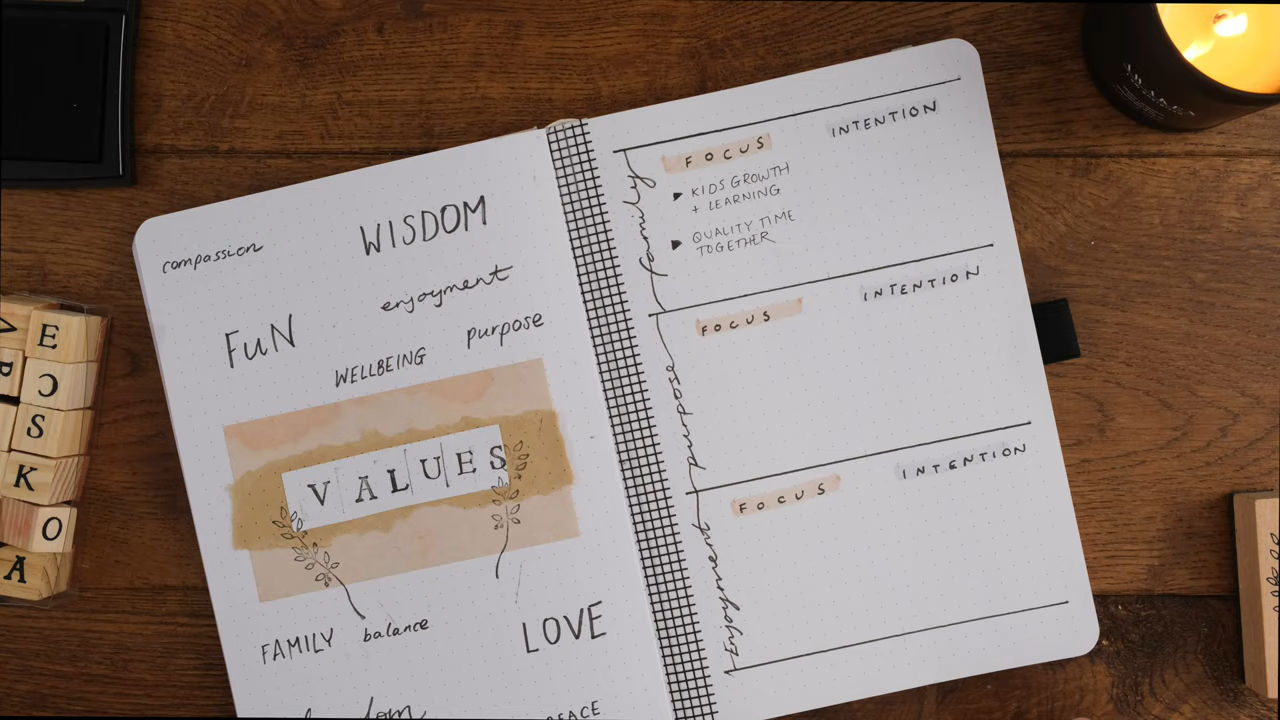 compassion
WISDOM
enjoyment
FuN
purpose
WELLBEING
VALUES
FAMILY
balance
LOVE
family
FOCUS
INTENTION
KIDS GROWTH
+ LEARNING
QUALITY TIME
TOGETHER
purpose
FOCUS
INTENTION
Enjoyment
FOCUS
INTENTION
E
C
S
K
O
A